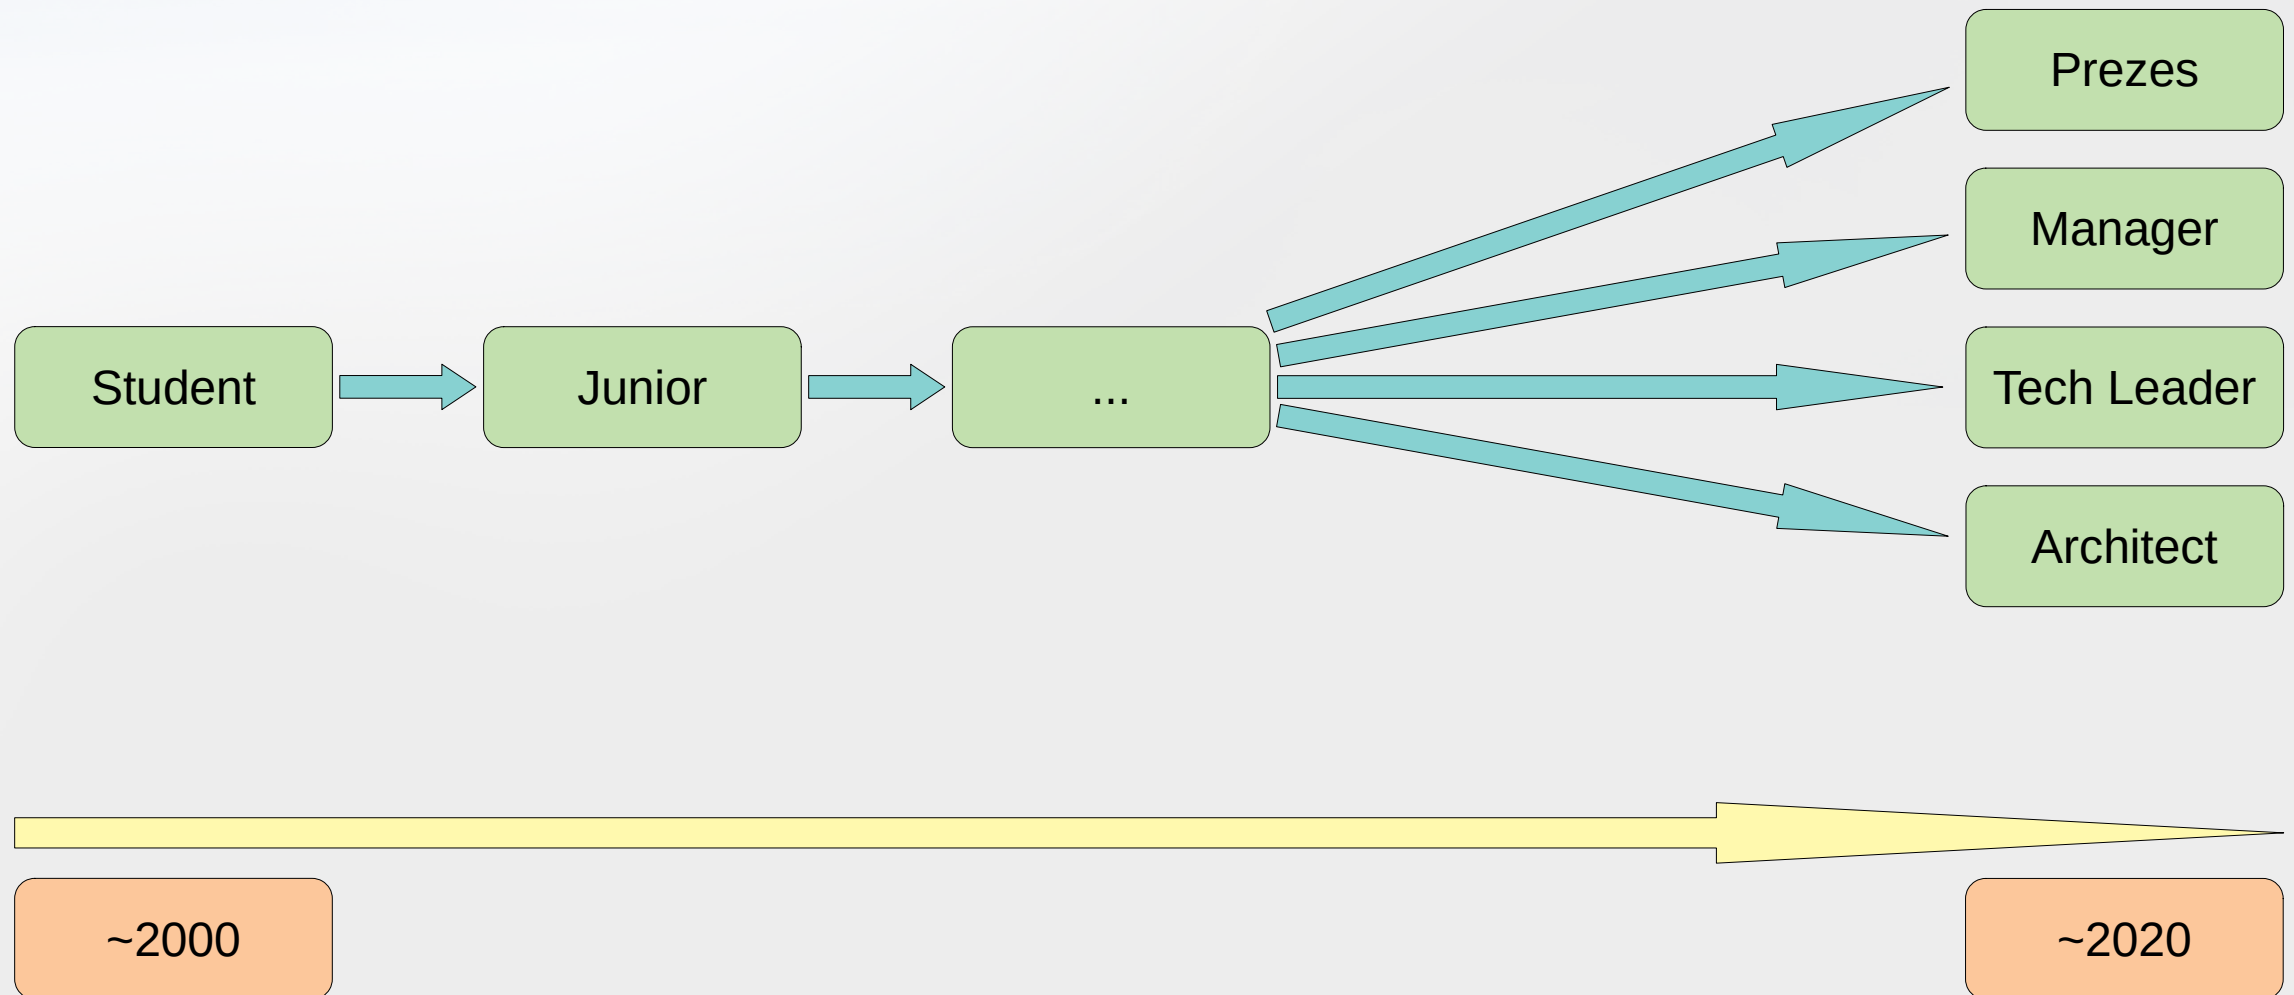 Prezes
Manager
Student
Junior
...
Tech Leader
Architect
~2000
~2020